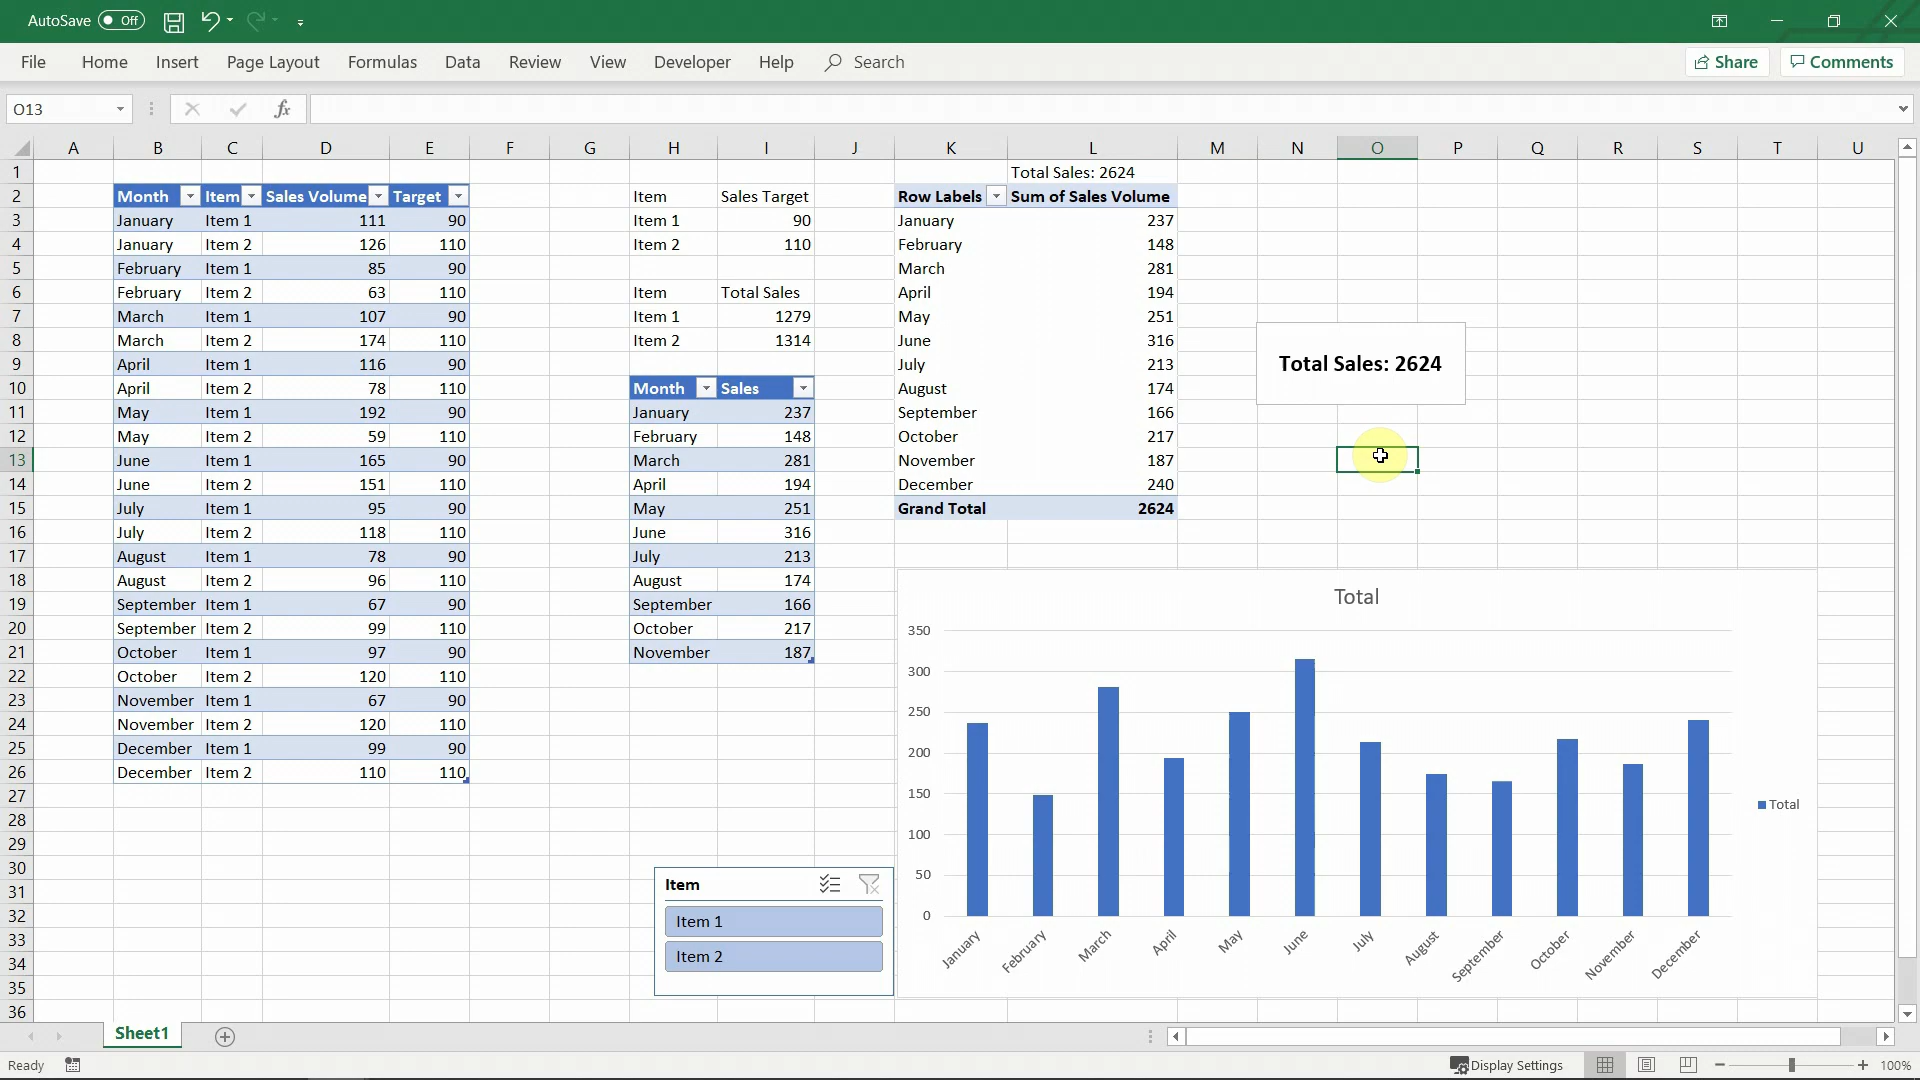 AutoSave Off
File Home Insert Page Layout Formulas Data Review View Developer Help Search Share Comments
O13 fx
A B C D E F G H I J K L M N O P Q R S T U
1 Total Sales: 2624
2 Month Item Sales Volume Target Item Sales Target Row Labels Sum of Sales Volume
3 January Item 1 111 90 Item 1 90 January 237
4 January Item 2 126 110 Item 2 110 February 148
5 February Item 1 85 90 March 281
6 February Item 2 63 110 Item Total Sales April 194
7 March Item 1 107 90 Item 1 1279 May 251
8 March Item 2 174 110 Item 2 1314 June 316
9 April Item 1 116 90 July 213 Total Sales: 2624
10 April Item 2 78 110 Month Sales August 174
11 May Item 1 192 90 January 237 September 166
12 May Item 2 59 110 February 148 October 217
13 June Item 1 165 90 March 281 November 187
14 June Item 2 151 110 April 194 December 240
15 July Item 1 95 90 May 251 Grand Total 2624
16 July Item 2 118 110 June 316
17 August Item 1 78 90 July 213
18 August Item 2 96 110 August 174
19 September Item 1 67 90 September 166
20 September Item 2 99 110 October 217
21 October Item 1 97 90 November 187
22 October Item 2 120 110
23 November Item 1 67 90
24 November Item 2 120 110
25 December Item 1 99 90
26 December Item 2 110 110
27
28
29
30
31
32
33
34
35
36
Total
350
300
250
200
150
100
50
0
January February March April May June July August September October November December
Total
Item
Item 1
Item 2
Sheet1
Ready Display Settings 100%